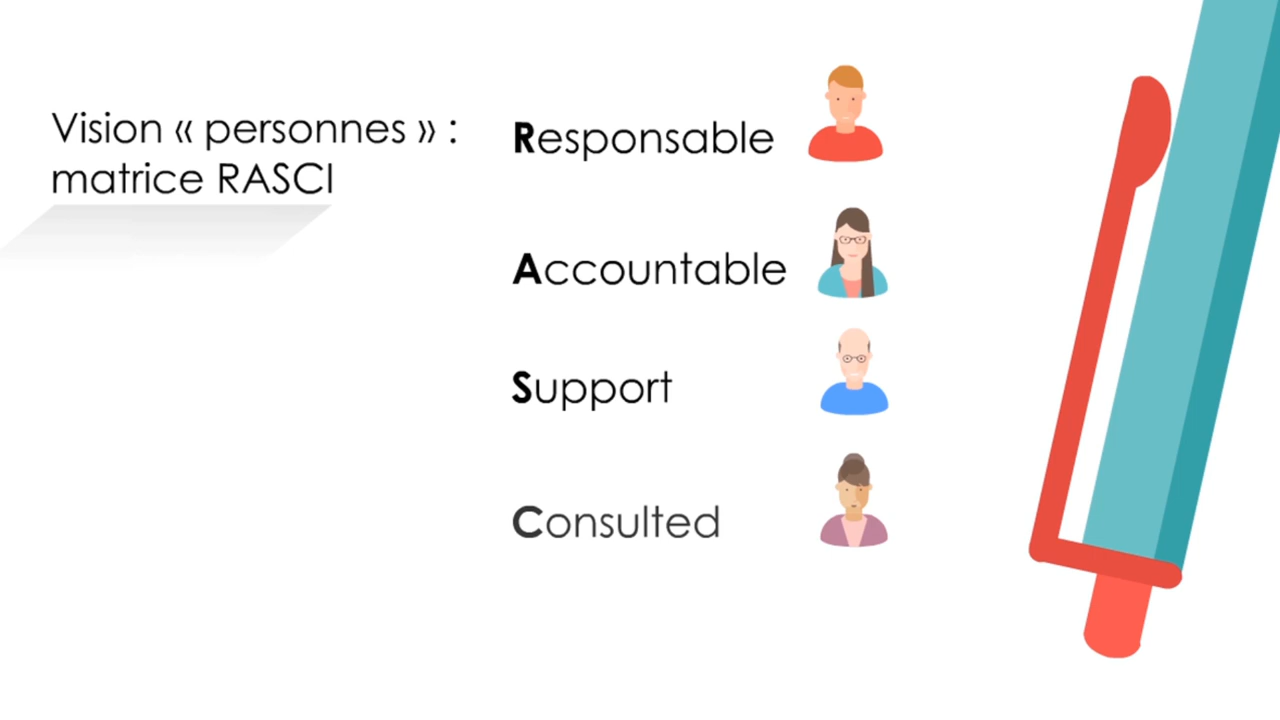 Vision « personnes » :
matrice RASCI
Responsable
Accountable
Support
Consulted